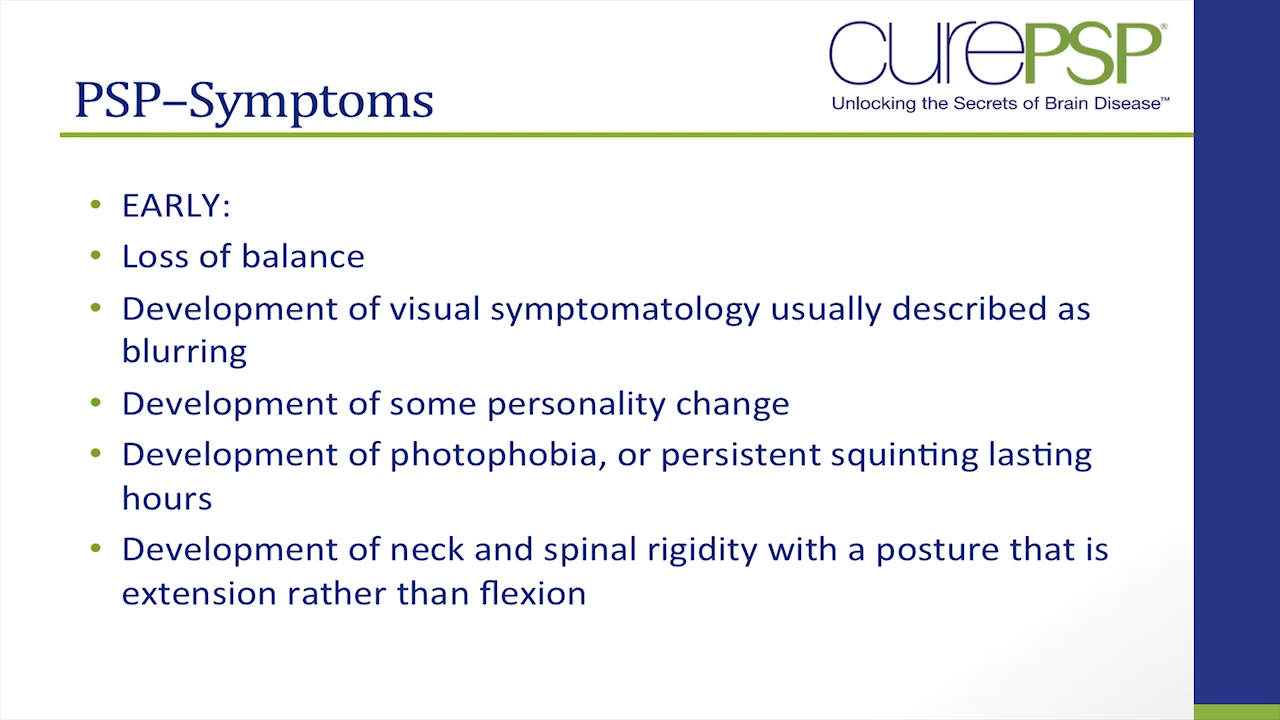 curePSP®
Unlocking the Secrets of Brain Disease™
PSP–Symptoms
• EARLY:
• Loss of balance
• Development of visual symptomatology usually described as
blurring
• Development of some personality change
• Development of photophobia, or persistent squinting lasting
hours
• Development of neck and spinal rigidity with a posture that is
extension rather than flexion